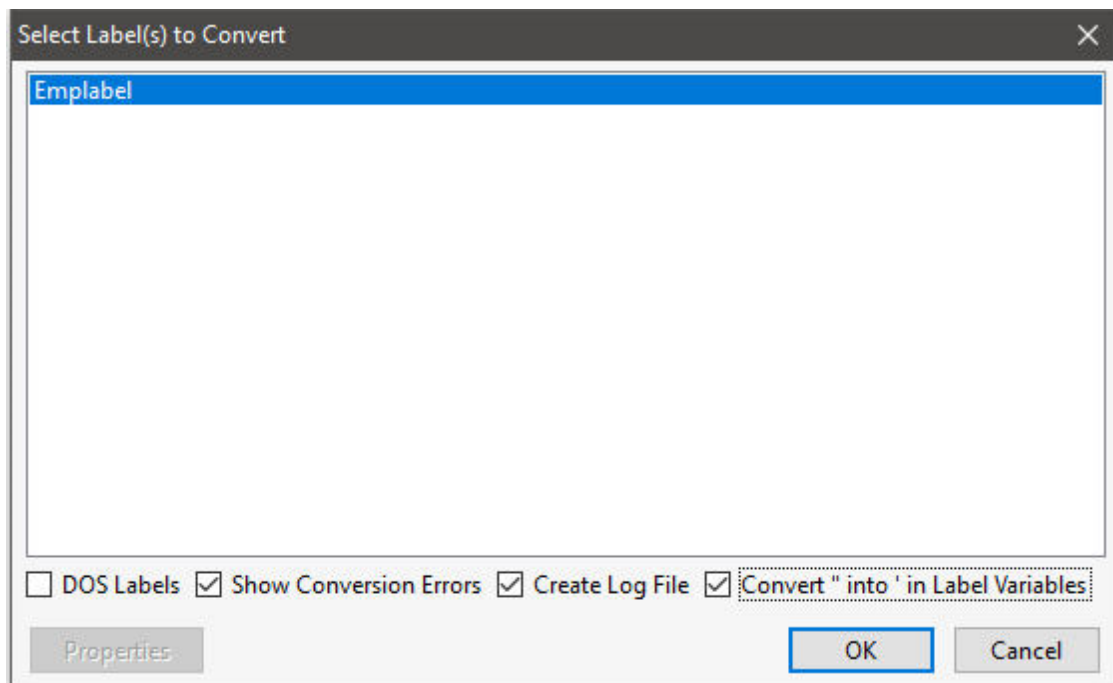 Select Label(s) to Convert
Emplabel
DOS Labels Show Conversion Errors Create Log File Convert " into ' in Label Variables
Properties OK Cancel